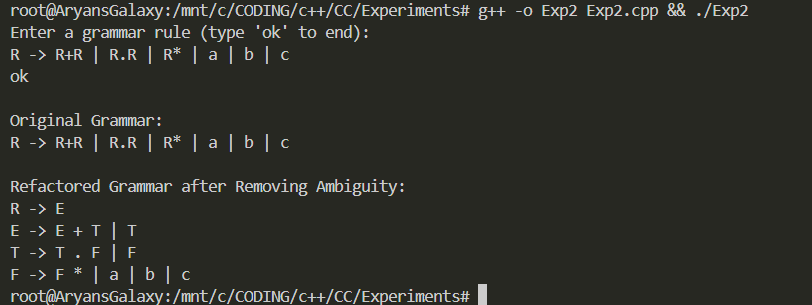 root@AryansGalaxy:/mnt/c/CODING/c++/CC/Experiments# g++ -o Exp2 Exp2.cpp && ./Exp2
Enter a grammar rule (type 'ok' to end):
R -> R+R | R.R | R* | a | b | c
ok

Original Grammar:
R -> R+R | R.R | R* | a | b | c

Refactored Grammar after Removing Ambiguity:
R -> E
E -> E + T | T
T -> T . F | F
F -> F * | a | b | c
root@AryansGalaxy:/mnt/c/CODING/c++/CC/Experiments#